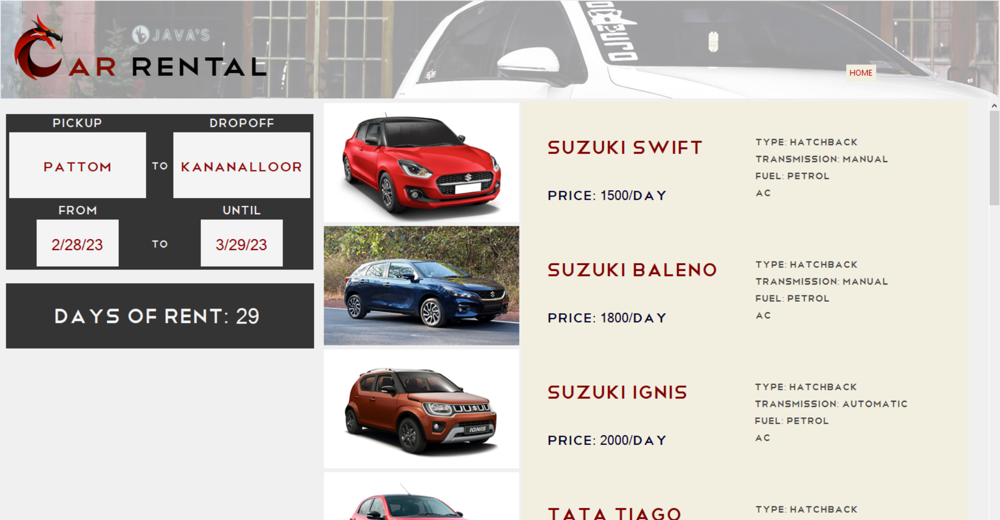 JAVA'S
CAR RENTAL
HOME
PICKUP
DROPOFF
PATTOM
TO
KANANALLOOR
FROM
UNTIL
2/28/23
TO
3/29/23
DAYS OF RENT: 29
SUZUKI SWIFT
PRICE: 1500/DAY
TYPE: HATCHBACK
TRANSMISSION: MANUAL
FUEL: PETROL
AC
SUZUKI BALENO
PRICE: 1800/DAY
TYPE: HATCHBACK
TRANSMISSION: MANUAL
FUEL: PETROL
AC
IGNIS
SUZUKI IGNIS
PRICE: 2000/DAY
TYPE: HATCHBACK
TRANSMISSION: AUTOMATIC
FUEL: PETROL
AC
TATA TIAGO
TYPE: HATCHBACK